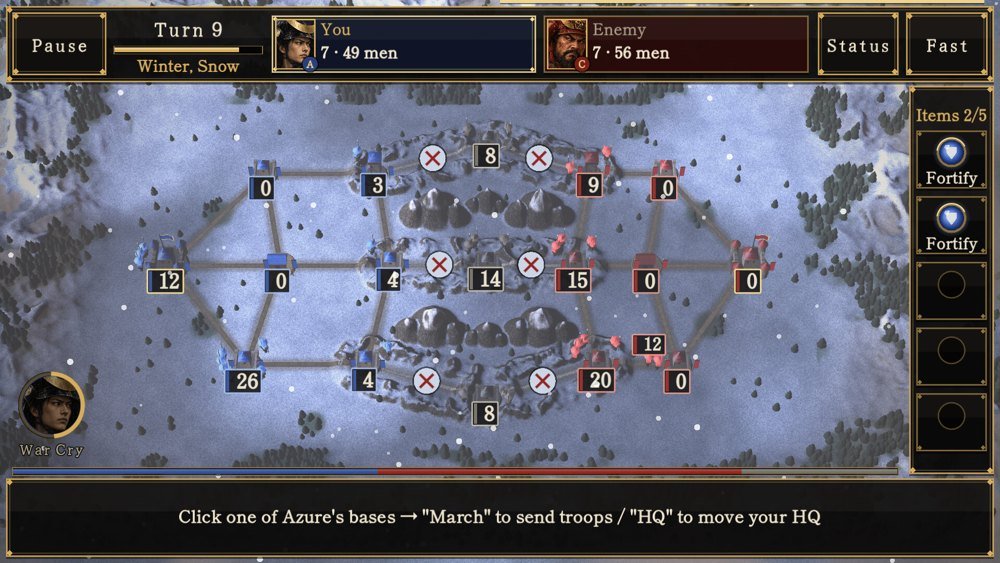 Pause
Turn 9
Winter, Snow
You
7 · 49 men
A
Enemy
7 · 56 men
C
Status
Fast
Items 2/5
Fortify
Fortify
8
0
3
9
0
12
0
4
14
15
0
0
12
26
4
20
0
8
War Cry
Click one of Azure's bases → "March" to send troops / "HQ" to move your HQ